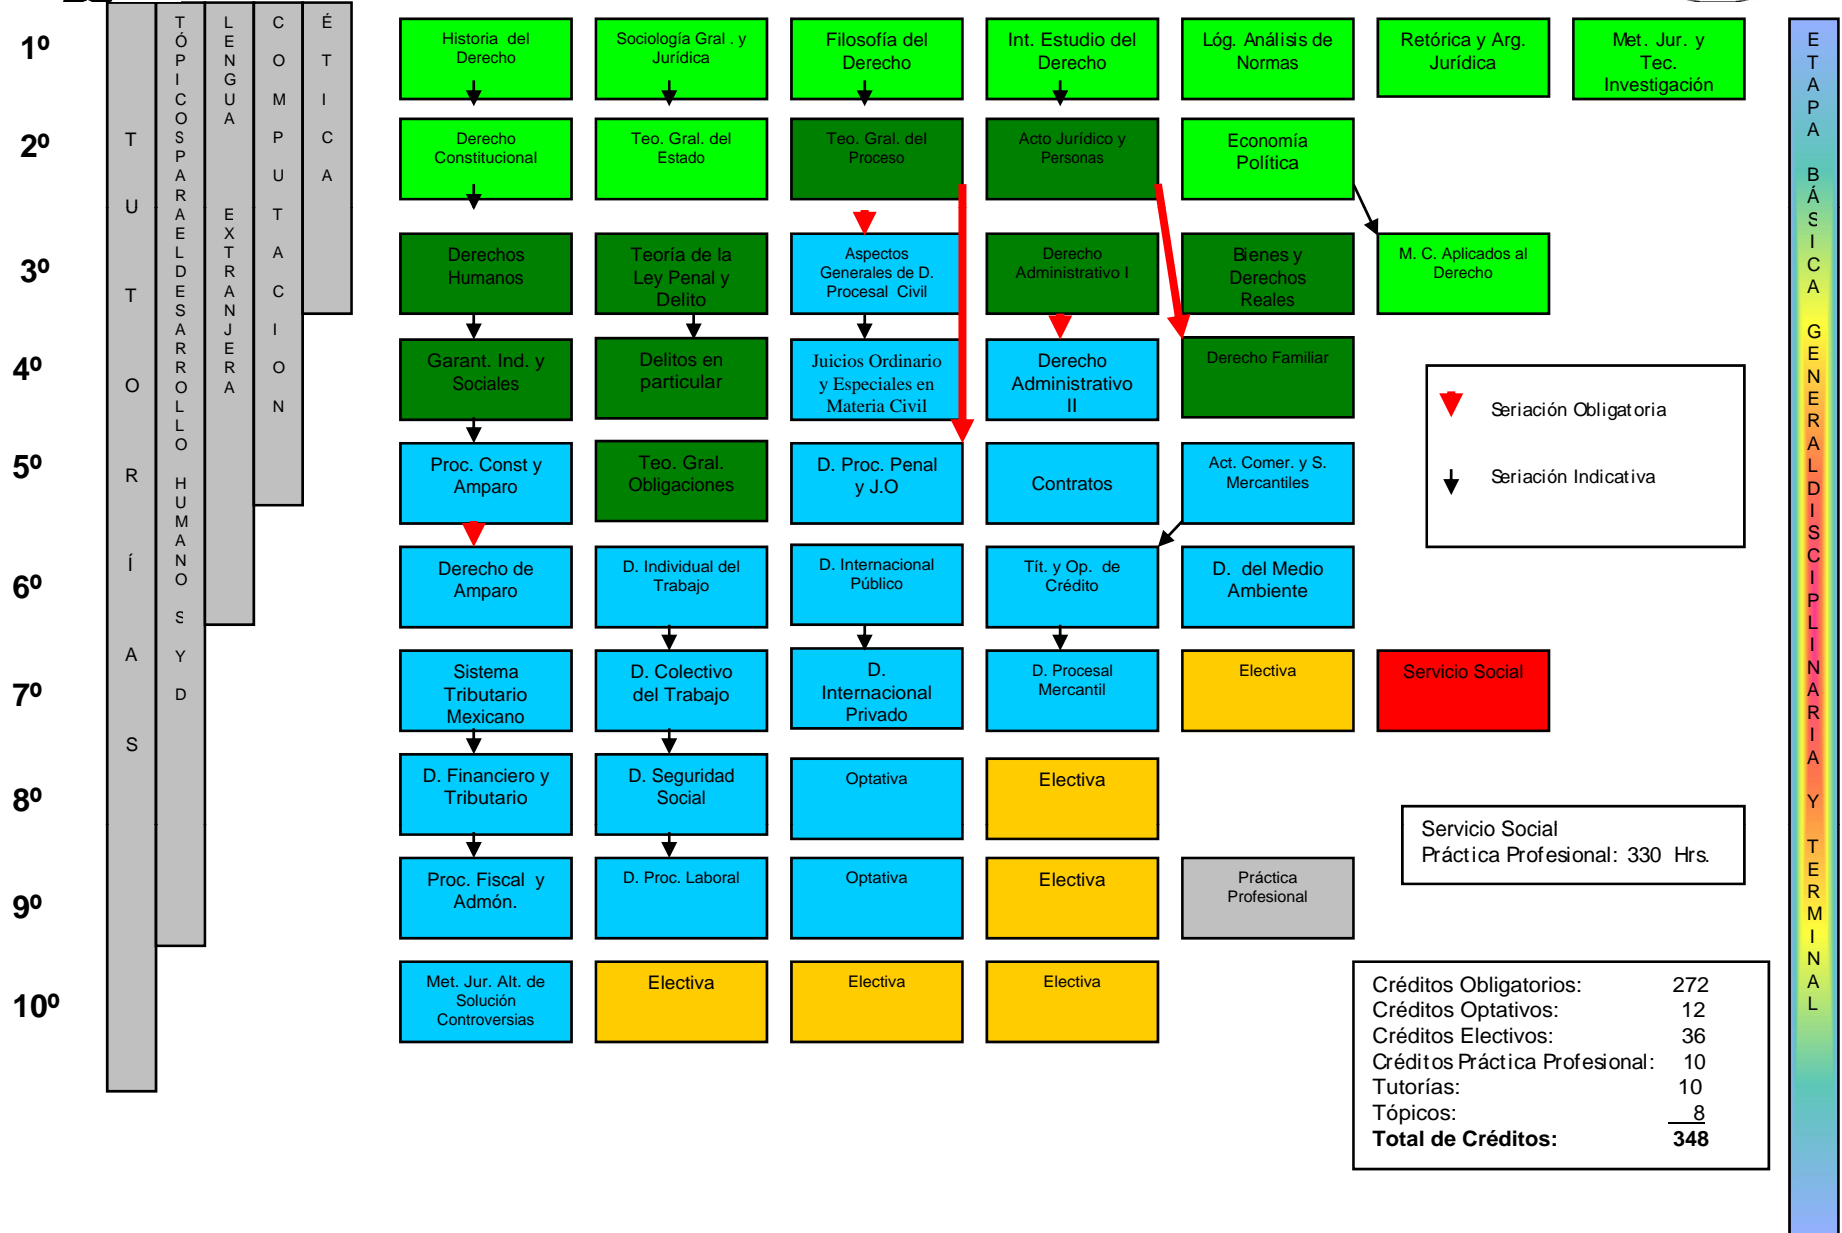 TUTORÍAS
TÓPICOSPARAELDESARROLLO HUMANO S Y D
LENGUA EXTRANJERA
COMPUTACION
ÉTICA
1º
Historia del
Derecho
Sociología Gral . y
Jurídica
Filosofía del
Derecho
Int. Estudio del
Derecho
Lóg. Análisis de
Normas
Retórica y Arg.
Jurídica
Met. Jur. y
Tec.
Investigación
2º
Derecho
Constitucional
Teo. Gral. del
Estado
Teo. Gral. del
Proceso
Acto Jurídico y
Personas
Economía
Política
3º
Derechos
Humanos
Teoría de la
Ley Penal y
Delito
Aspectos
Generales de D.
Procesal Civil
Derecho
Administrativo I
Bienes y
Derechos
Reales
M. C. Aplicados al
Derecho
4º
Garant. Ind. y
Sociales
Delitos en
particular
Juicios Ordinario
y Especiales en
Materia Civil
Derecho
Administrativo
II
Derecho Familiar
Seriación Obligatoria
Seriación Indicativa
5º
Proc. Const y
Amparo
Teo. Gral.
Obligaciones
D. Proc. Penal
y J.O
Contratos
Act. Comer. y S.
Mercantiles
6º
Derecho de
Amparo
D. Individual del
Trabajo
D. Internacional
Público
Tít. y Op. de
Crédito
D. del Medio
Ambiente
7º
Sistema
Tributario
Mexicano
D. Colectivo
del Trabajo
D.
Internacional
Privado
D. Procesal
Mercantil
Electiva
Servicio Social
8º
D. Financiero y
Tributario
D. Seguridad
Social
Optativa
Electiva
Servicio Social
Práctica Profesional: 330 Hrs.
9º
Proc. Fiscal y
Admón.
D. Proc. Laboral
Optativa
Electiva
Práctica
Profesional
10º
Met. Jur. Alt. de
Solución
Controversias
Electiva
Electiva
Electiva
Créditos Obligatorios: 272
Créditos Optativos: 12
Créditos Electivos: 36
Créditos Práctica Profesional: 10
Tutorías: 10
Tópicos: 8
Total de Créditos: 348
ETAPA BÁSICA GENERALDISCIPLINARIA Y TERMINAL